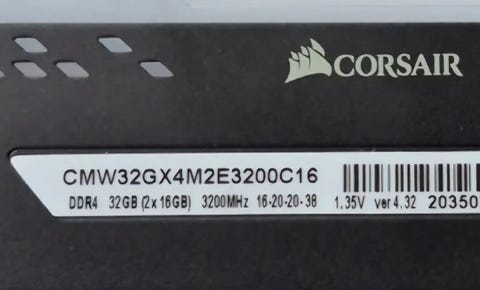 CORSAIR
CMW32GX4M2E3200C16
DDR4 32GB (2x16GB) 3200MHz 16-20-20-38 1.35V ver4.32 20350